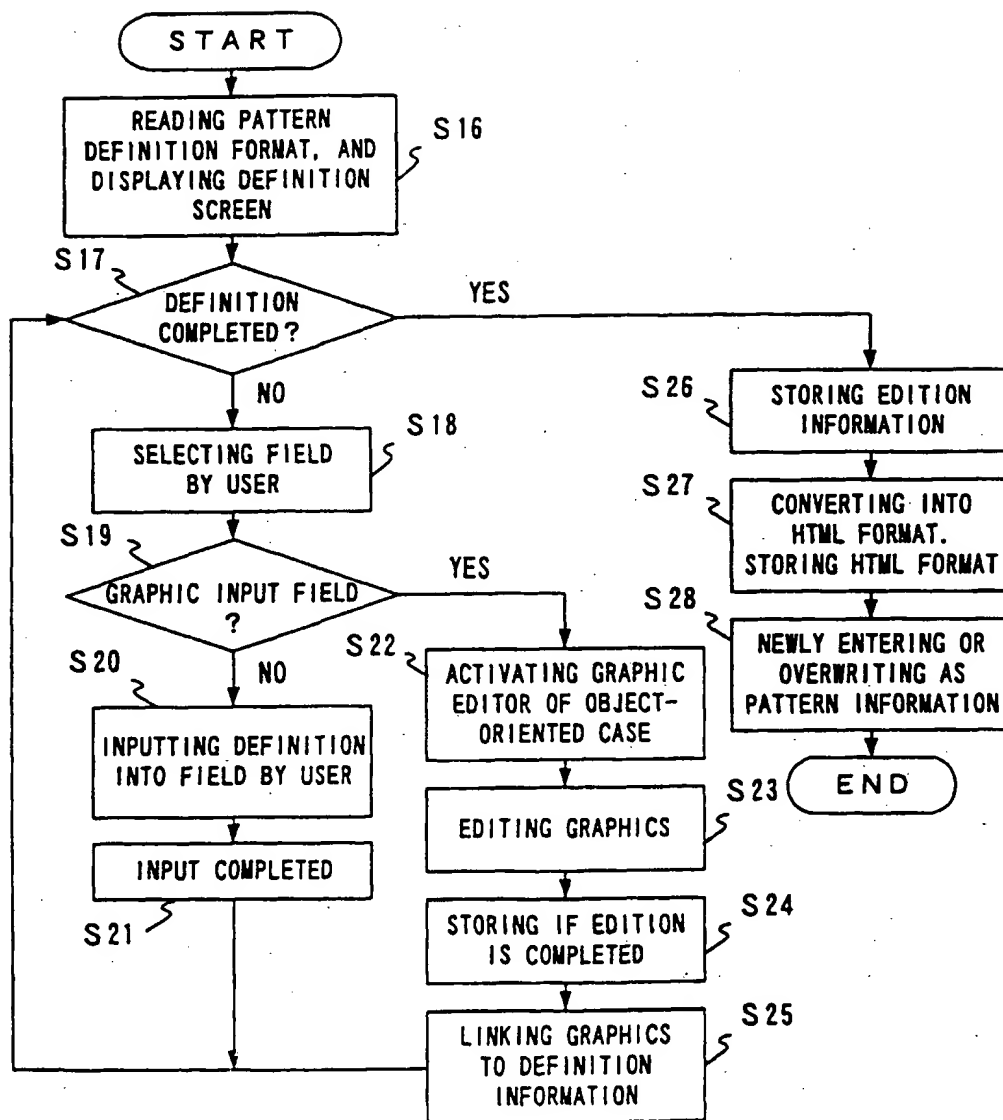 START
READING PATTERN
DEFINITION FORMAT, AND
DISPLAYING DEFINITION
SCREEN
S16
S17
DEFINITION
COMPLETED?
YES
NO
SELECTING FIELD
BY USER
S18
S19
GRAPHIC INPUT FIELD
?
YES
NO
S20
INPUTTING DEFINITION
INTO FIELD BY USER
INPUT COMPLETED
S21
S22
ACTIVATING GRAPHIC
EDITOR OF OBJECT-
ORIENTED CASE
S23
EDITING GRAPHICS
S24
STORING IF EDITION
IS COMPLETED
S25
LINKING GRAPHICS
TO DEFINITION
INFORMATION
S26
STORING EDITION
INFORMATION
S27
CONVERTING INTO
HTML FORMAT.
STORING HTML FORMAT
S28
NEWLY ENTERING OR
OVERWRITING AS
PATTERN INFORMATION
END